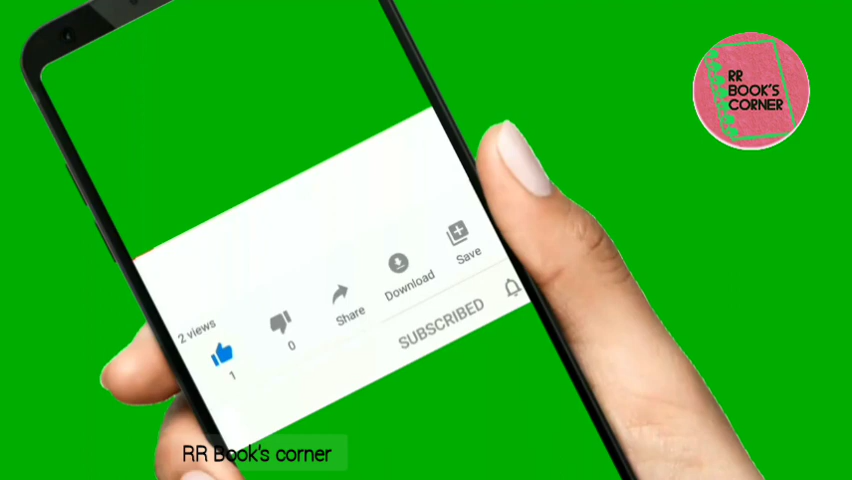 RR
BOOK'S
CORNER
2 views
1
0
Share
Download
Save
SUBSCRIBED
RR Book's corner